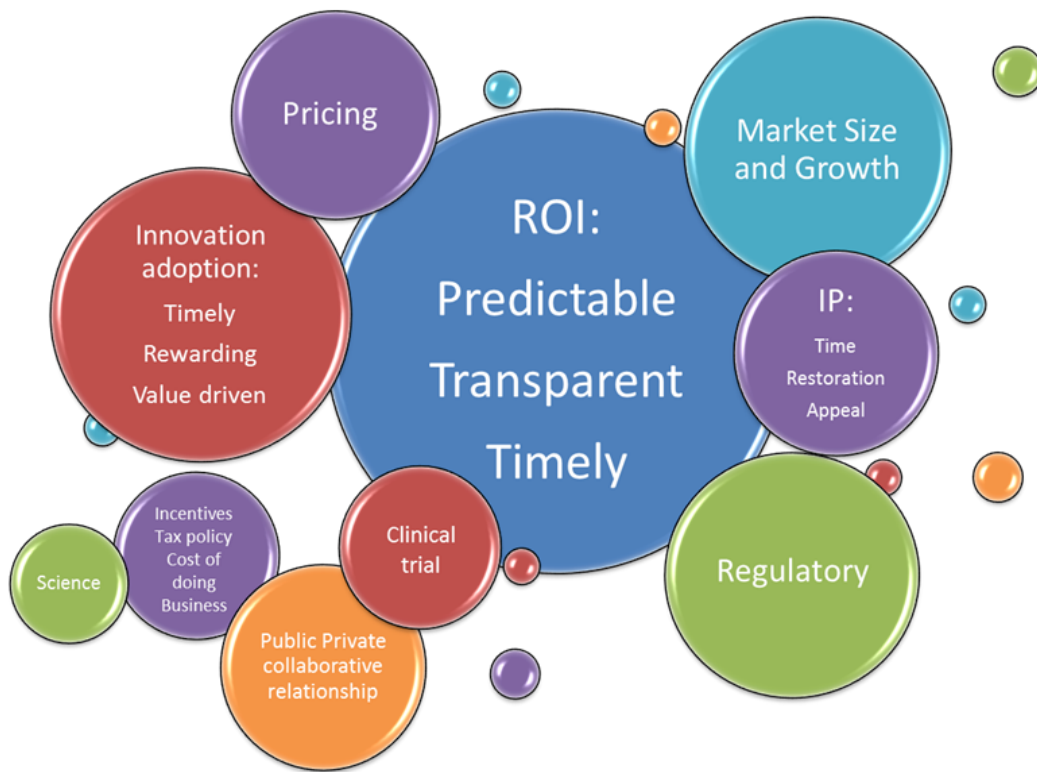 Pricing
Market Size
and Growth
ROI:
Predictable
Transparent
Timely
Innovation
adoption:
Timely
Rewarding
Value driven
IP:
Time
Restoration
Appeal
Science
Incentives
Tax policy
Cost of
doing
Business
Clinical
trial
Public Private
collaborative
relationship
Regulatory